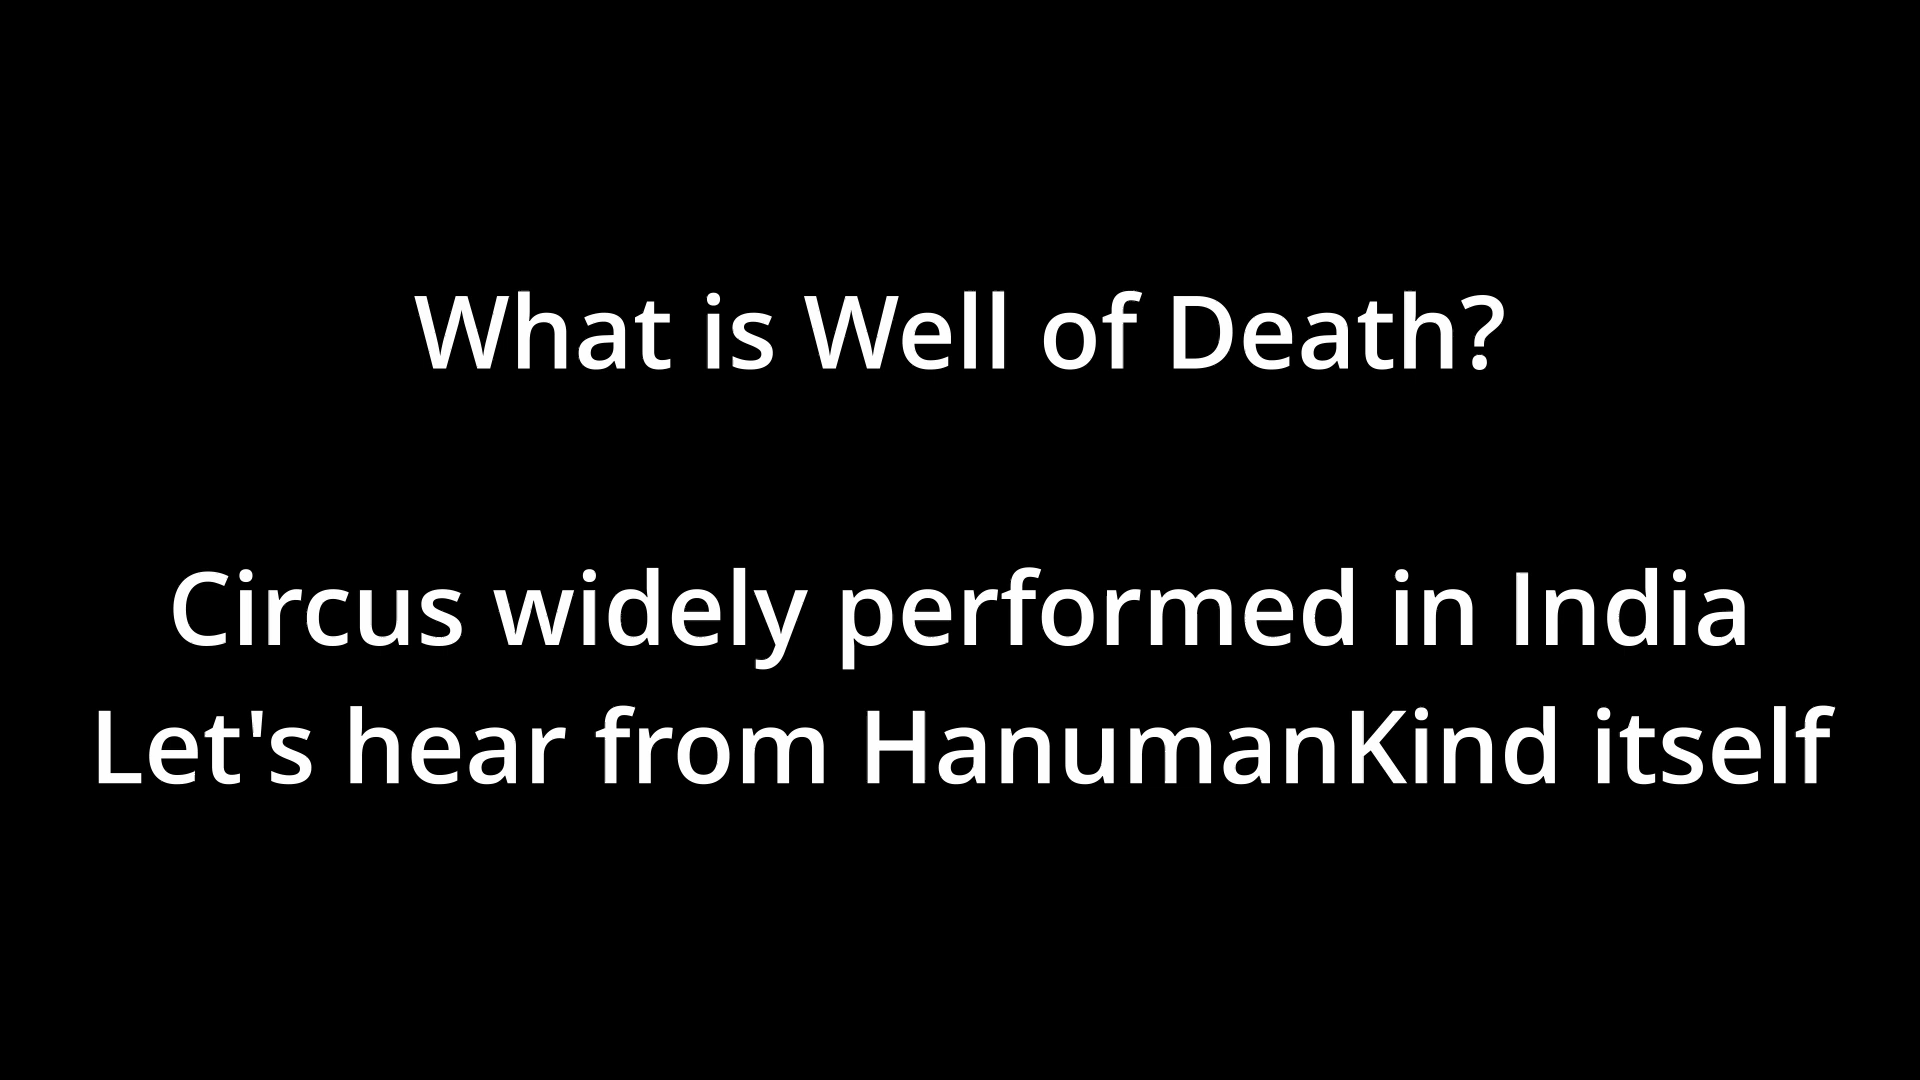 What is Well of Death?
Circus widely performed in India
Let's hear from HanumanKind itself